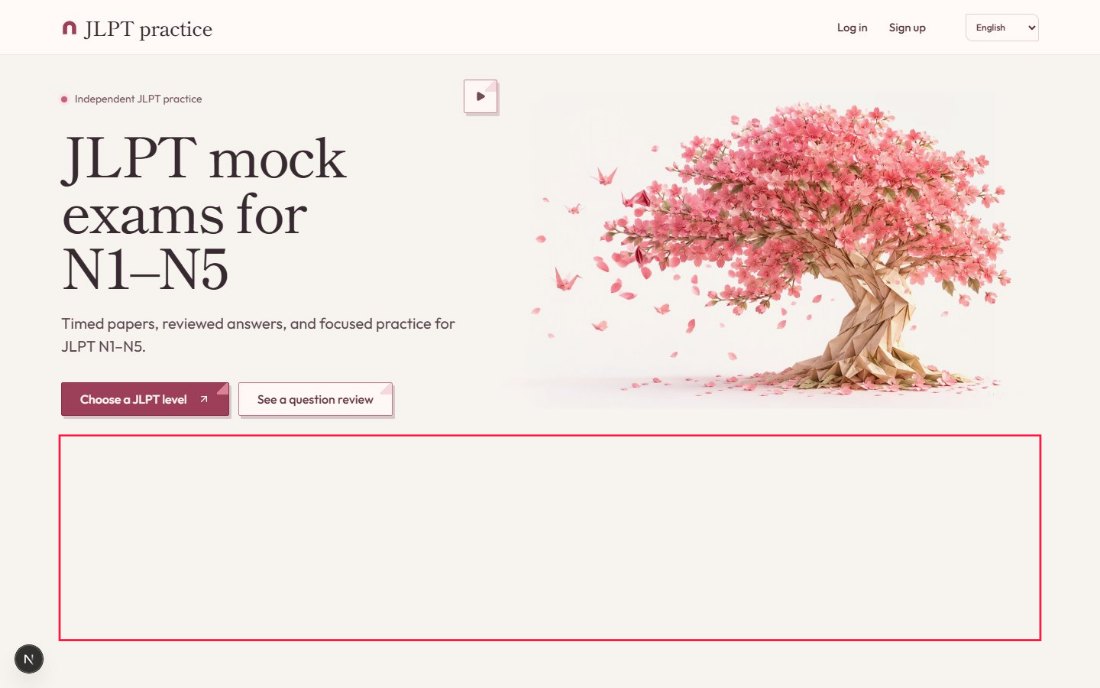 JLPT practice
Log in
Sign up
English
Independent JLPT practice
JLPT mock
exams for
N1–N5
Timed papers, reviewed answers, and focused practice for
JLPT N1–N5.
Choose a JLPT level
See a question review
N